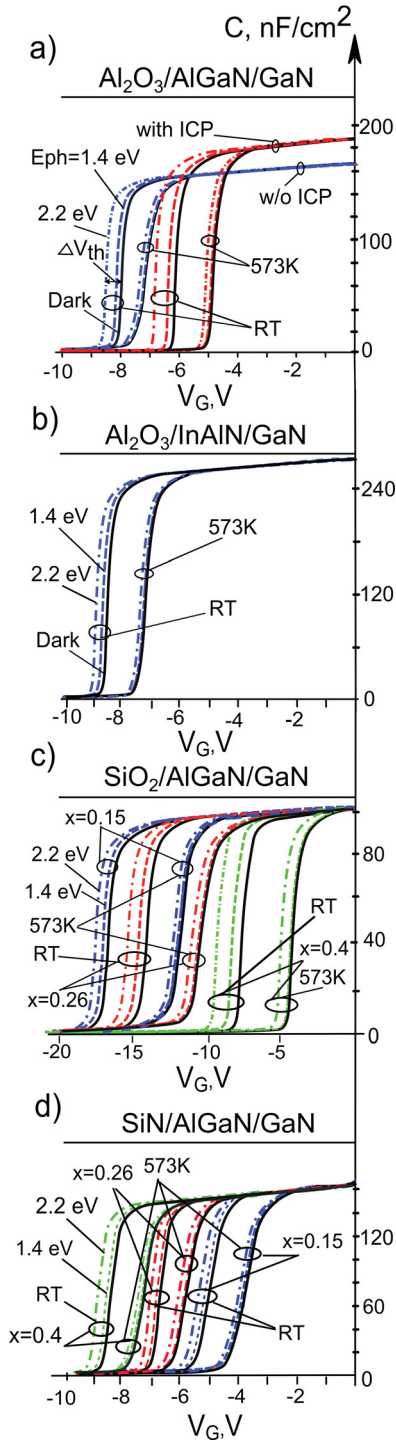 C, nF/cm²
a)
Al₂O₃/AlGaN/GaN
200
with ICP
Eph=1.4 eV
w/o ICP
2.2 eV
ΔVth
100
573K
Dark
RT
0
-10 -8 -6 -4 -2
V_G,V
b)
Al₂O₃/InAlN/GaN
240
1.4 eV
573K
2.2 eV
120
RT
Dark
0
-10 -8 -6 -4 -2
V_G,V
c)
SiO₂/AlGaN/GaN
x=0.15
2.2 eV
80
1.4 eV
573K
RT
RT
x=0.4
40
x=0.26
573K
0
-20 -15 -10 -5
V_G,V
d)
SiN/AlGaN/GaN
x=0.26
573K
2.2 eV
120
1.4 eV
x=0.15
RT
60
RT
x=0.4
0
-10 -8 -6 -4 -2
V_G,V